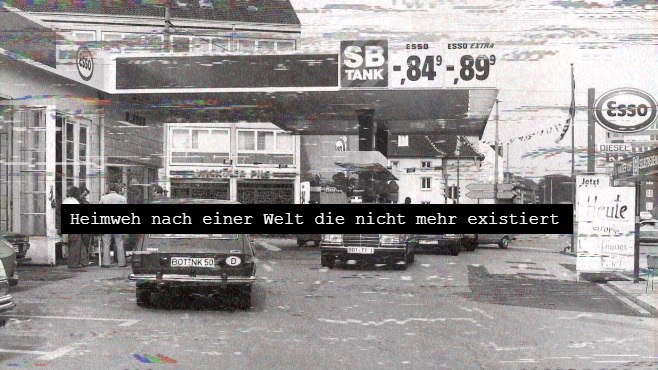 Esso
SB
TANK
ESSO
-,84⁹
ESSO EXTRA
-,89⁹
Esso
DIESEL
Jetzt
Heute
Heimweh nach einer Welt die nicht mehr existiert
BOT-NK 50
D